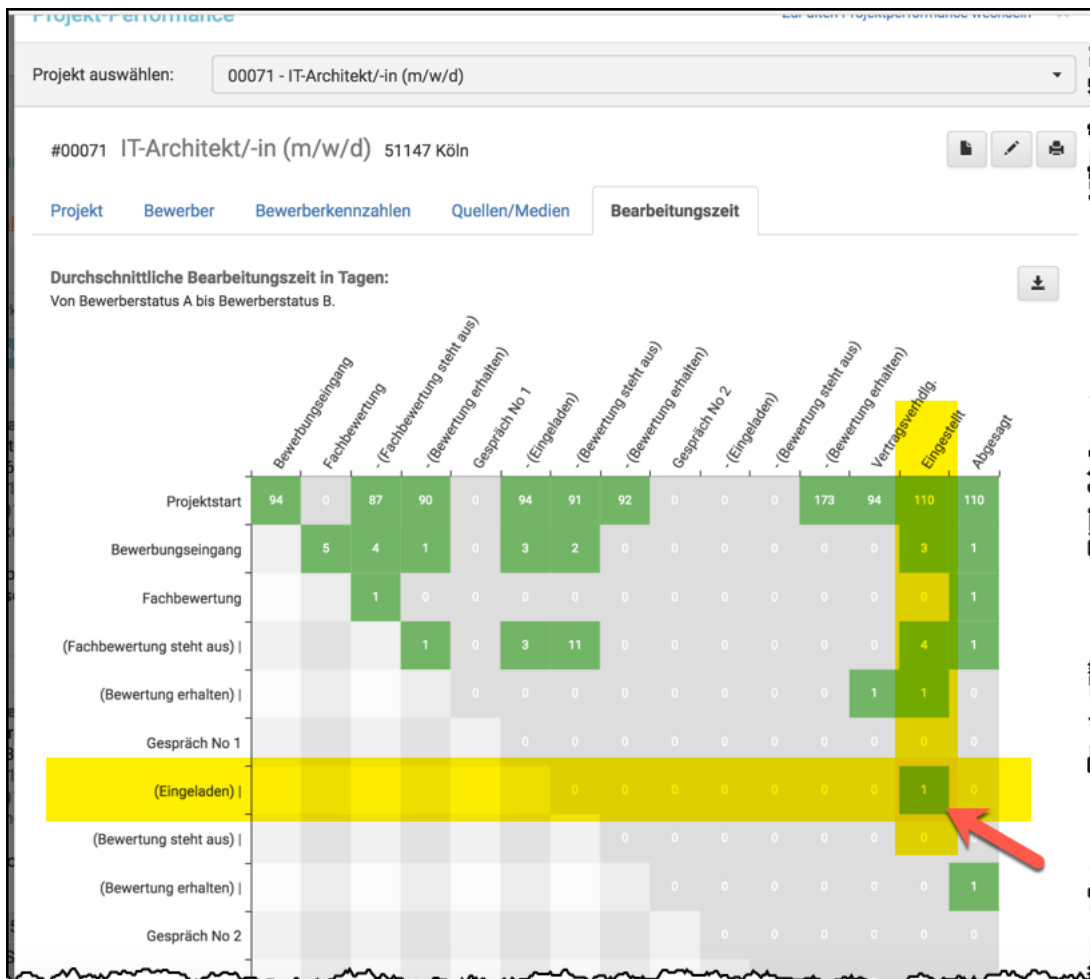 Projekt-Performance
Zur alten Projektperformance wechseln
Projekt auswählen: 00071 - IT-Architekt/-in (m/w/d)
#00071 IT-Architekt/-in (m/w/d) 51147 Köln
Projekt Bewerber Bewerberkennzahlen Quellen/Medien Bearbeitungszeit
Durchschnittliche Bearbeitungszeit in Tagen:
Von Bewerberstatus A bis Bewerberstatus B.
Bewerbungseingang
Fachbewertung
- (Fachbewertung steht aus)
- (Bewertung erhalten)
Gespräch No 1
- (Eingeladen)
- (Bewertung steht aus)
- (Bewertung erhalten)
Gespräch No 2
- (Eingeladen)
- (Bewertung steht aus)
- (Bewertung erhalten)
Vertragsverhdlg.
Eingestellt
Abgesagt
Projektstart 94 0 87 90 0 94 91 92 0 0 0 173 94 110 110
Bewerbungseingang 5 4 1 0 3 2 0 0 0 0 0 0 3 1
Fachbewertung 1 0 0 0 0 0 0 0 0 0 0 0 1
(Fachbewertung steht aus) | 1 0 3 11 0 0 0 0 0 0 4 1
(Bewertung erhalten) | 0 0 0 0 0 0 0 0 1 1 0
Gespräch No 1 0 0 0 0 0 0 0 0 0 0
(Eingeladen) | 0 0 0 0 0 0 0 1 0
(Bewertung steht aus) | 0 0 0 0 0 0 0
(Bewertung erhalten) | 0 0 0 0 0 0 1
Gespräch No 2 0 0 0 0 0 0